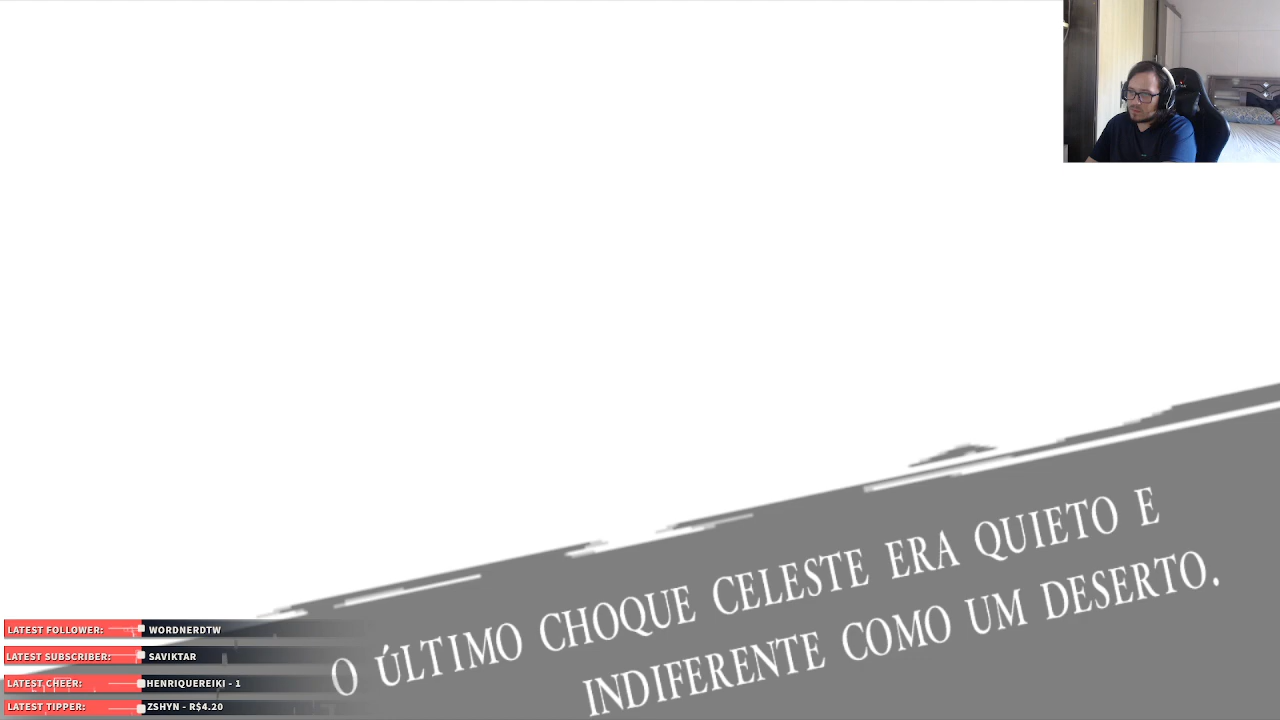 O ÚLTIMO CHOQUE CELESTE ERA QUIETO E
INDIFERENTE COMO UM DESERTO.
LATEST FOLLOWER: WORDNERDTW
LATEST SUBSCRIBER: SAVIKTAR
LATEST CHEER: HENRIQUEREIKI - 1
LATEST TIPPER: ZSHYN - R$4.20